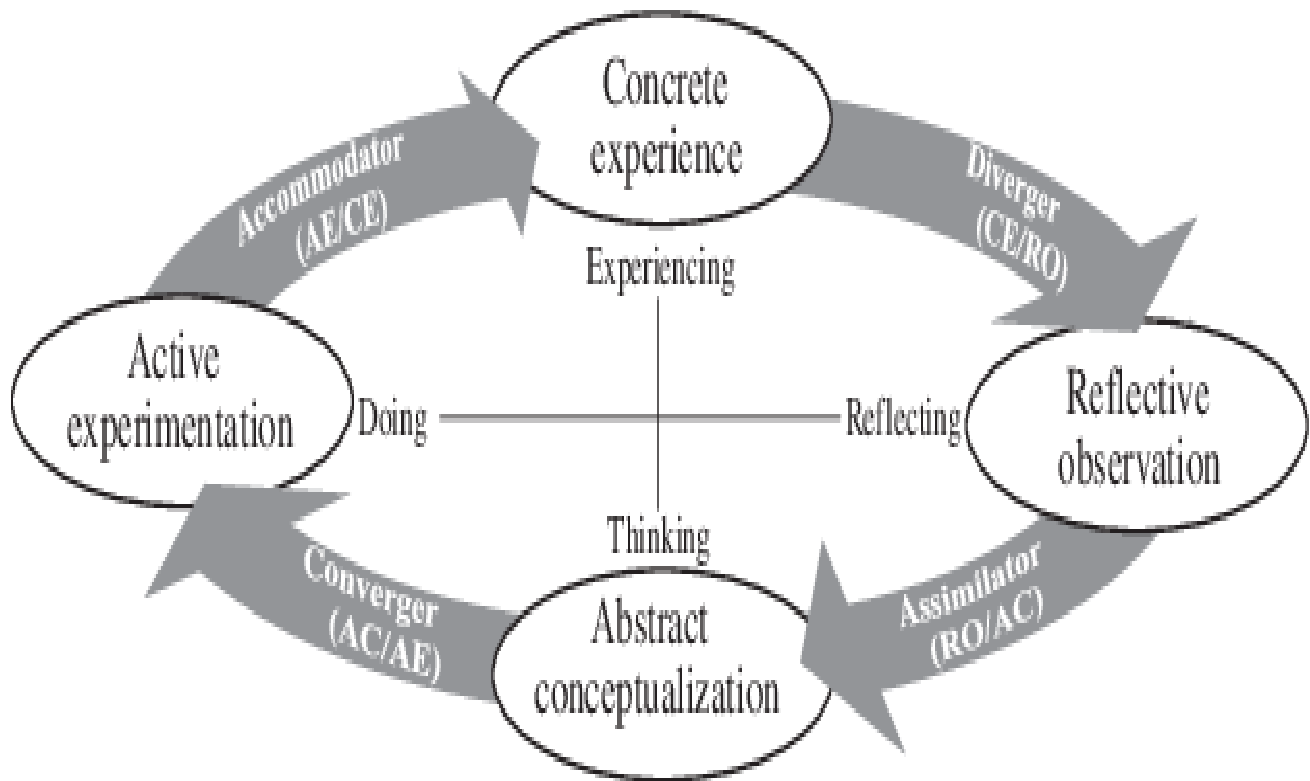 Concrete
experience
Accommodator
(AE/CE)
Diverger
(CE/RO)
Experiencing
Active
experimentation
Doing
Reflecting
Reflective
observation
Thinking
Converger
(AC/AE)
Abstract
conceptualization
Assimilator
(RO/AC)